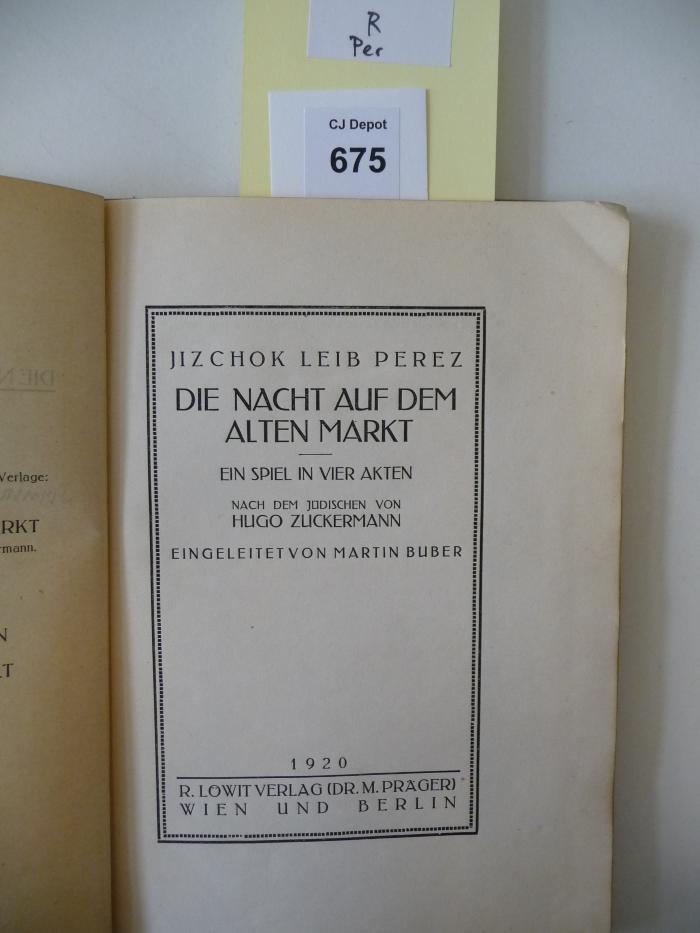 R
Per
CJ Depot
675
Verlage:
RKT
rmann.
N
LT
JIZCHOK LEIB PEREZ
DIE NACHT AUF DEM
ALTEN MARKT
EIN SPIEL IN VIER AKTEN
NACH DEM JÜDISCHEN VON
HUGO ZUCKERMANN
EINGELEITET VON MARTIN BUBER
1920
R. LÖWIT VERLAG (DR. M. PRÄGER)
WIEN UND BERLIN